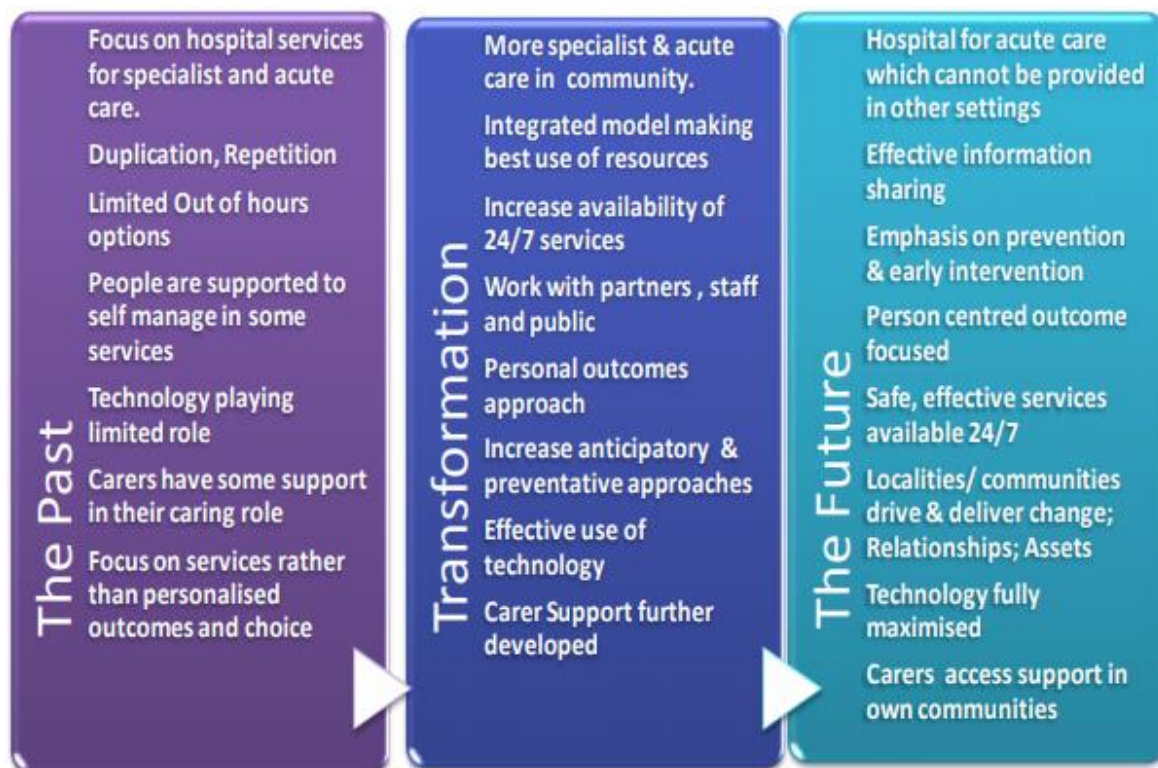 The Past
Focus on hospital services
for specialist and acute
care.
Duplication, Repetition
Limited Out of hours
options
People are supported to
self manage in some
services
Technology playing
limited role
Carers have some support
in their caring role
Focus on services rather
than personalised
outcomes and choice
Transformation
More specialist & acute
care in community.
Integrated model making
best use of resources
Increase availability of
24/7 services
Work with partners , staff
and public
Personal outcomes
approach
Increase anticipatory &
preventative approaches
Effective use of
technology
Carer Support further
developed
The Future
Hospital for acute care
which cannot be provided
in other settings
Effective information
sharing
Emphasis on prevention
& early intervention
Person centred outcome
focused
Safe, effective services
available 24/7
Localities/ communities
drive & deliver change;
Relationships; Assets
Technology fully
maximised
Carers access support in
own communities